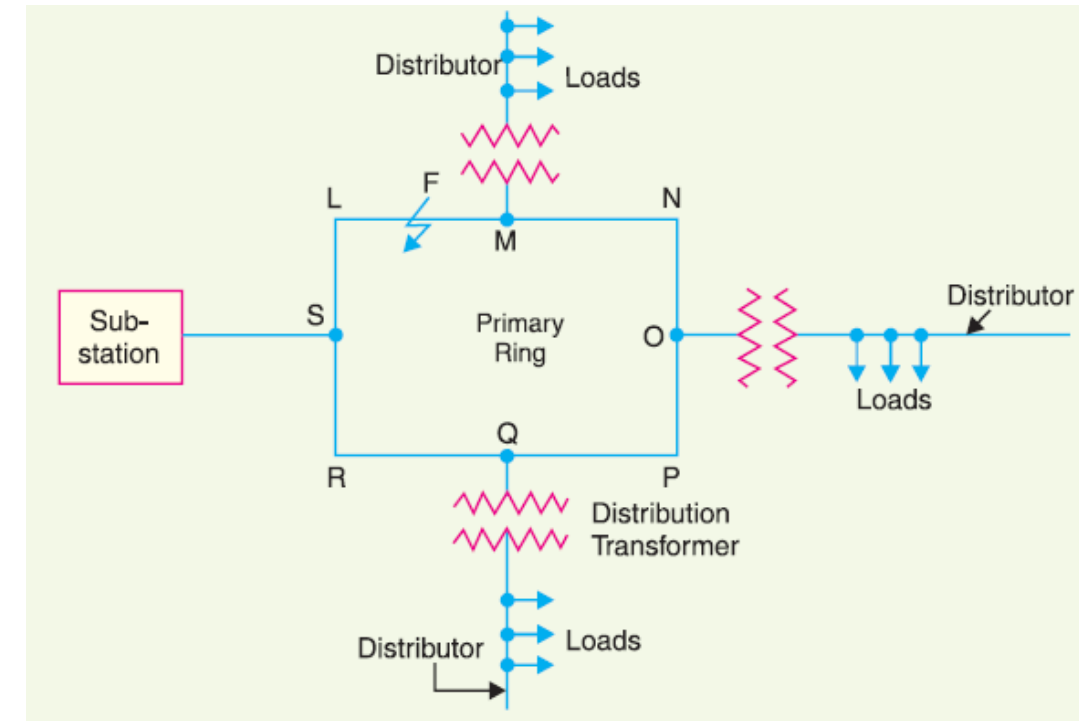 Distributor
Loads
F
L
N
M
Sub-
station
S
Primary
Ring
O
Distributor
Loads
Q
R
P
Distribution
Transformer
Distributor
Loads